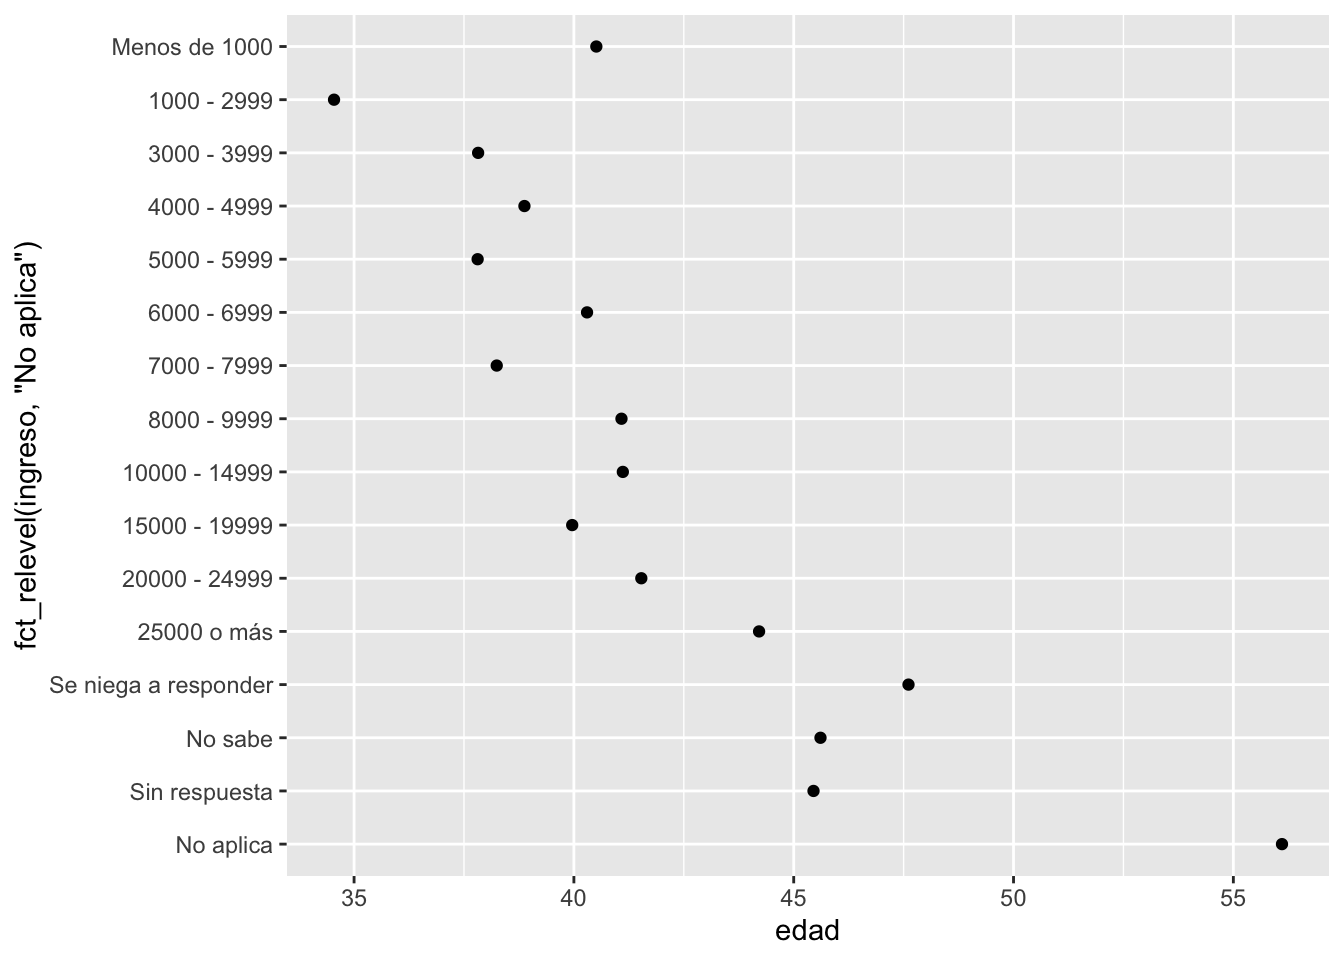 fct_relevel(ingreso, "No aplica")
Menos de 1000
1000 - 2999
3000 - 3999
4000 - 4999
5000 - 5999
6000 - 6999
7000 - 7999
8000 - 9999
10000 - 14999
15000 - 19999
20000 - 24999
25000 o más
Se niega a responder
No sabe
Sin respuesta
No aplica
35 40 45 50 55
edad